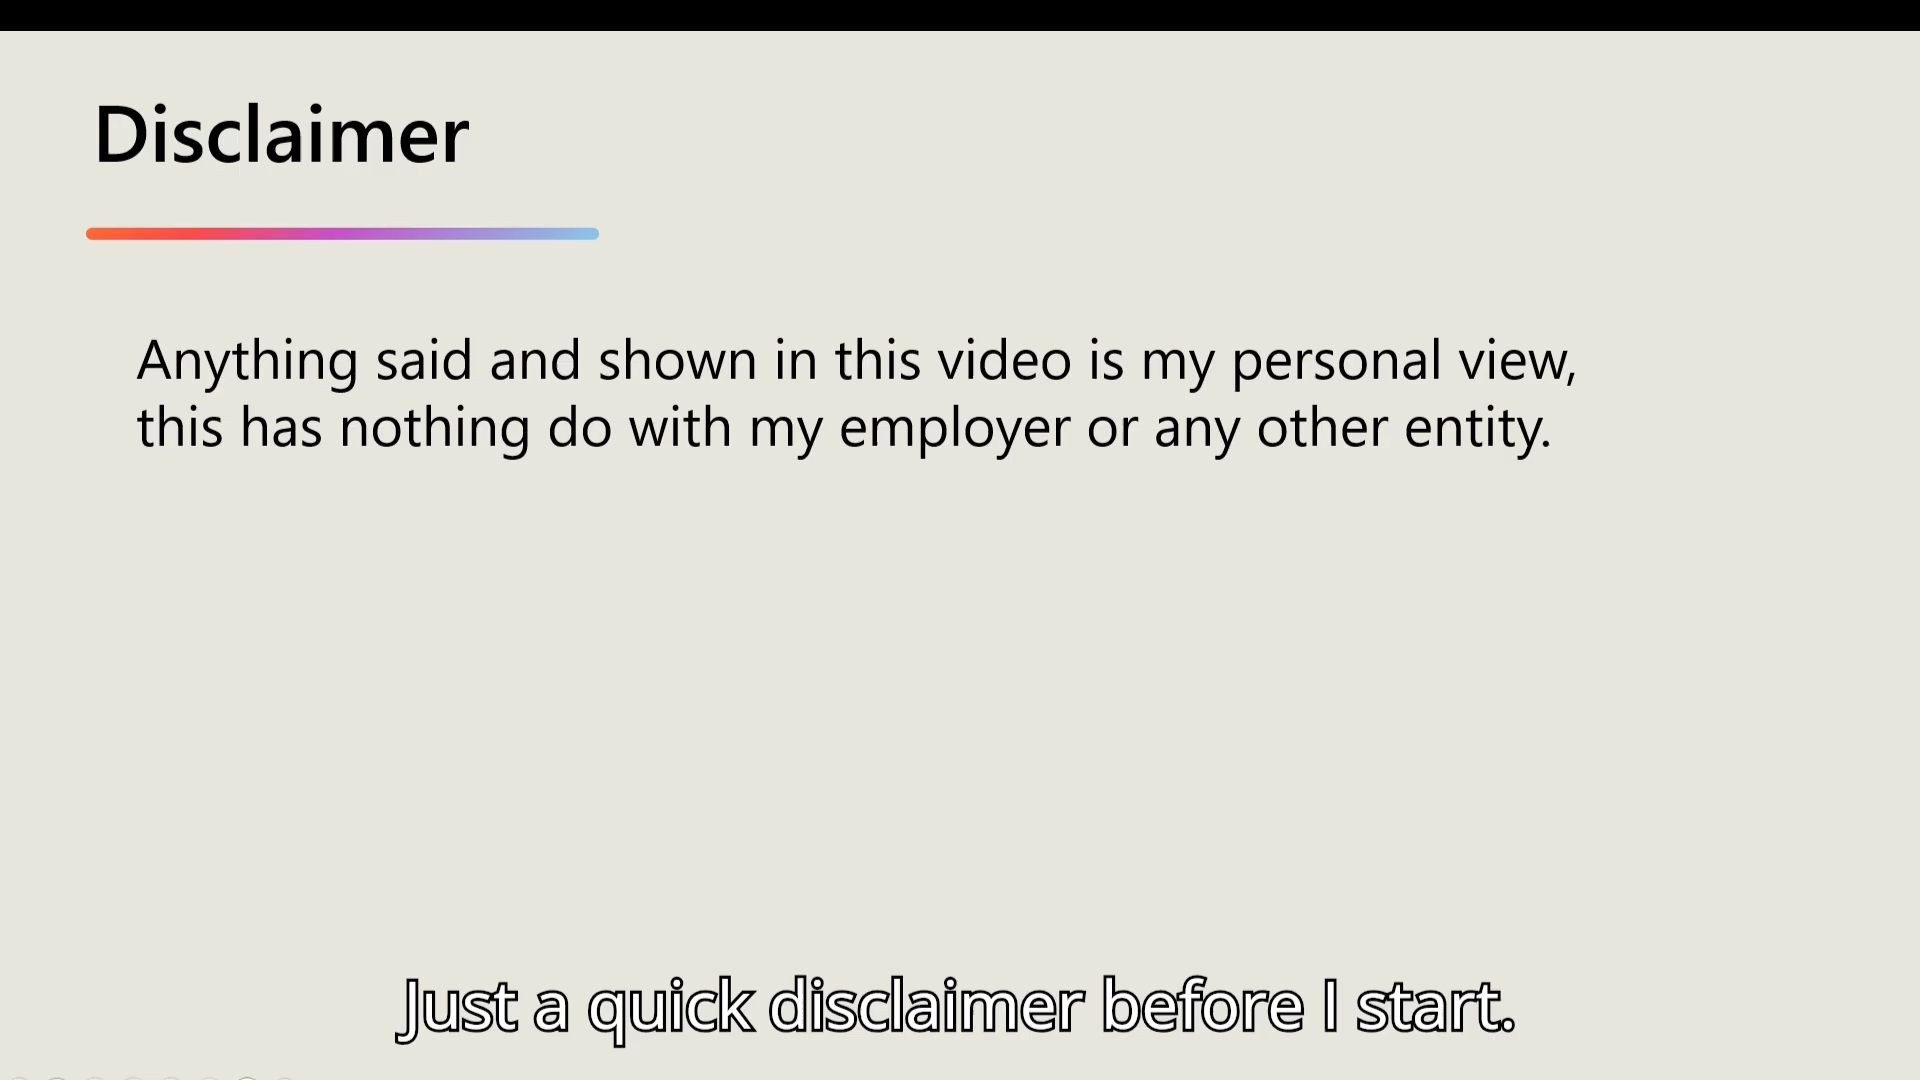 Disclaimer
Anything said and shown in this video is my personal view,
this has nothing do with my employer or any other entity.
Just a quick disclaimer before I start.